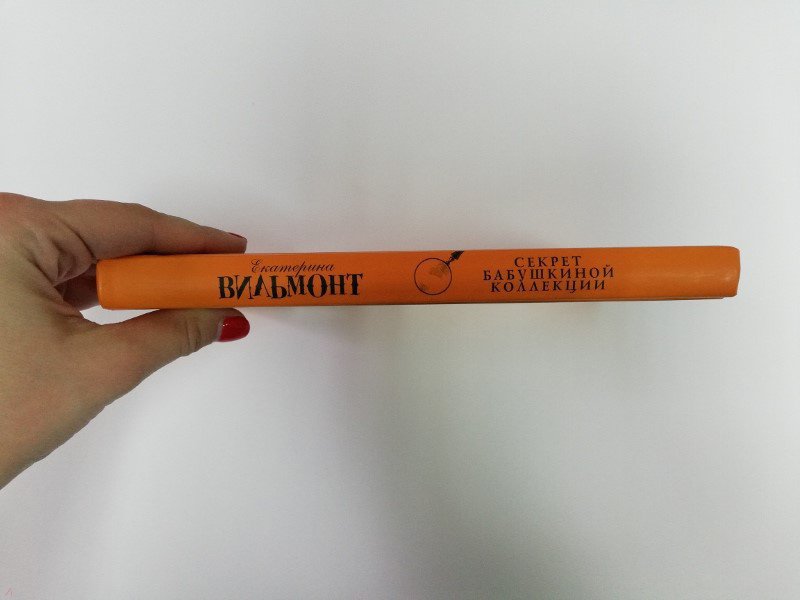 Екатерина
ВИЛЬМОНТ
СЕКРЕТ
БАБУШКИНОЙ
КОЛЛЕКЦИИ